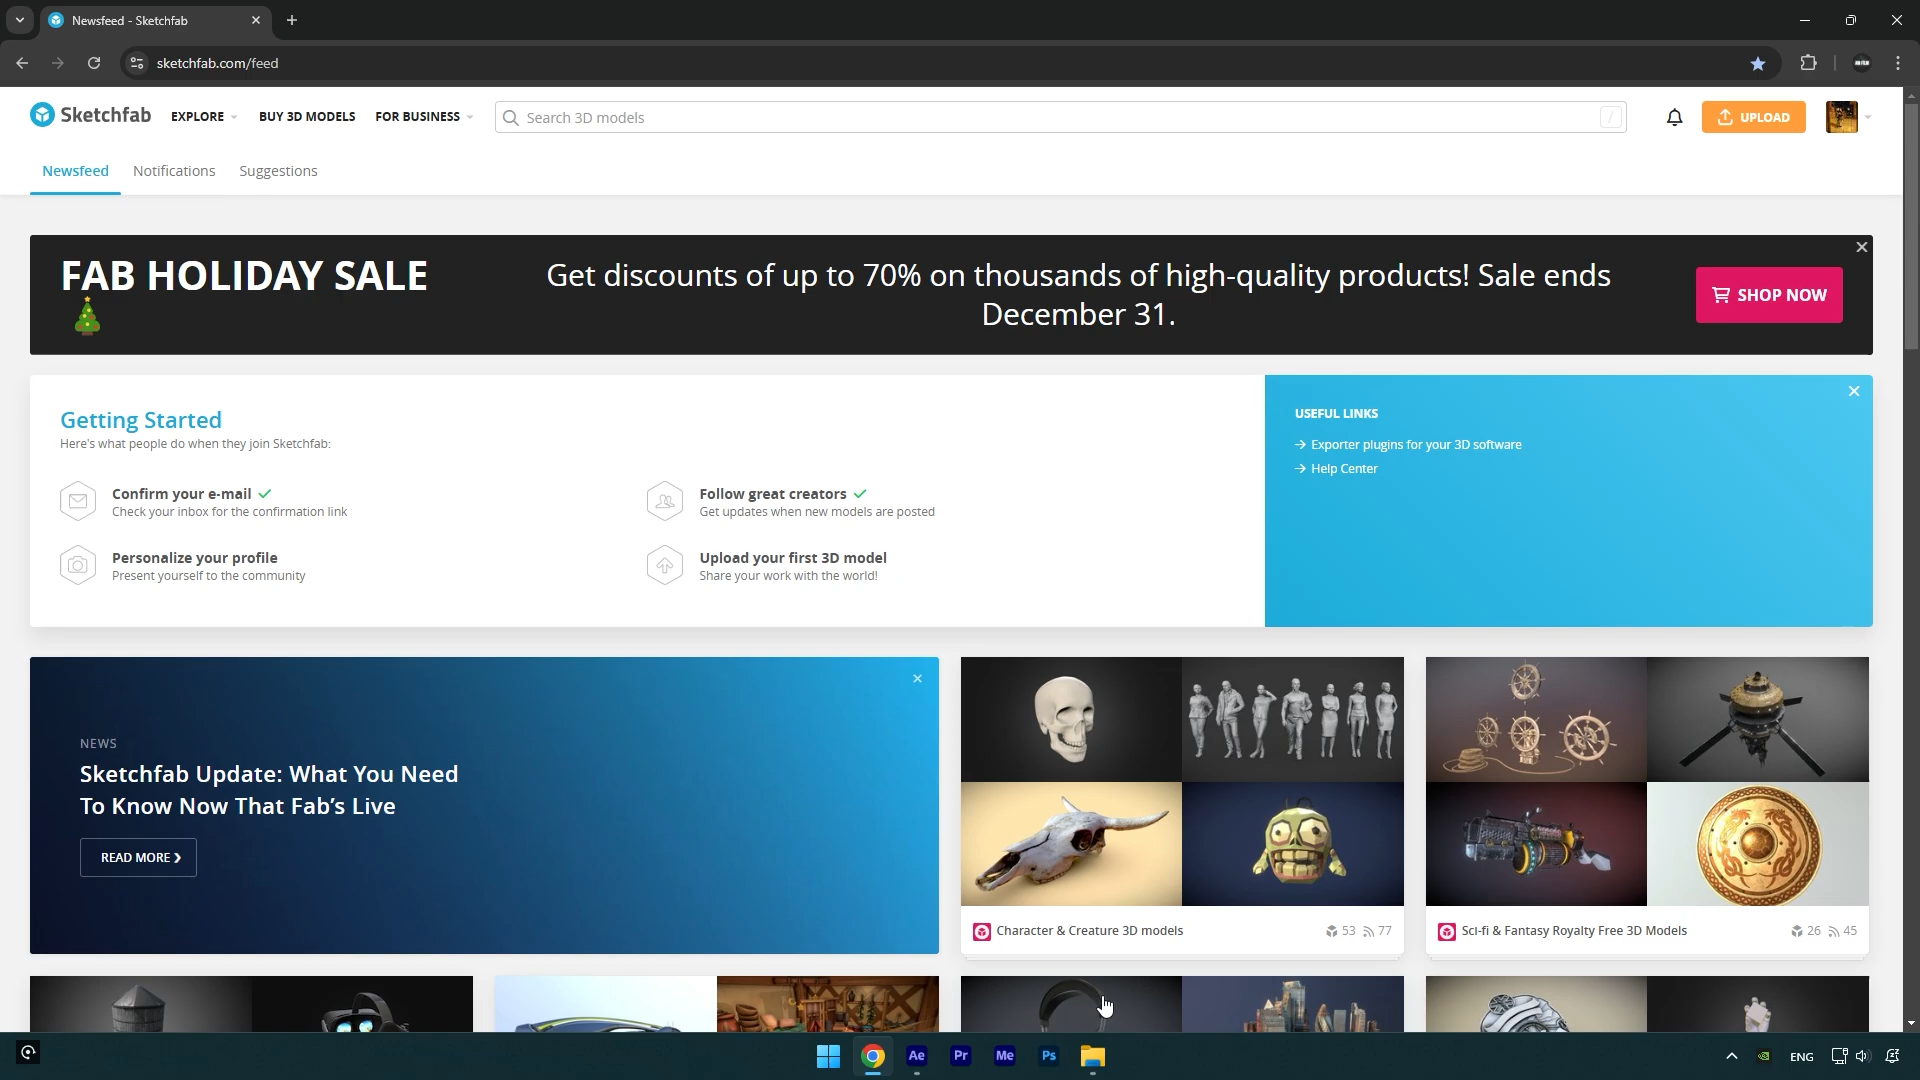 Newsfeed - Sketchfab
sketchfab.com/feed
Sketchfab EXPLORE BUY 3D MODELS FOR BUSINESS Search 3D models / UPLOAD
Newsfeed Notifications Suggestions
FAB HOLIDAY SALE
Get discounts of up to 70% on thousands of high-quality products! Sale ends
December 31.
SHOP NOW
Getting Started
Here's what people do when they join Sketchfab:
Confirm your e-mail
Check your inbox for the confirmation link
Follow great creators
Get updates when new models are posted
Personalize your profile
Present yourself to the community
Upload your first 3D model
Share your work with the world!
USEFUL LINKS
→ Exporter plugins for your 3D software
→ Help Center
NEWS
Sketchfab Update: What You Need
To Know Now That Fab's Live
READ MORE ❯
Character & Creature 3D models 53 77
Sci-fi & Fantasy Royalty Free 3D Models 26 45
Ae Pr Me Ps
ENG